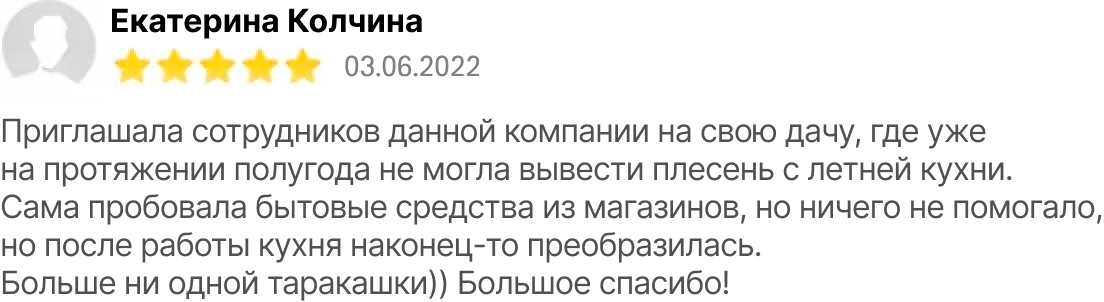 Екатерина Колчина
03.06.2022
Приглашала сотрудников данной компании на свою дачу, где уже
на протяжении полугода не могла вывести плесень с летней кухни.
Сама пробовала бытовые средства из магазинов, но ничего не помогало,
но после работы кухня наконец-то преобразилась.
Больше ни одной таракашки)) Большое спасибо!